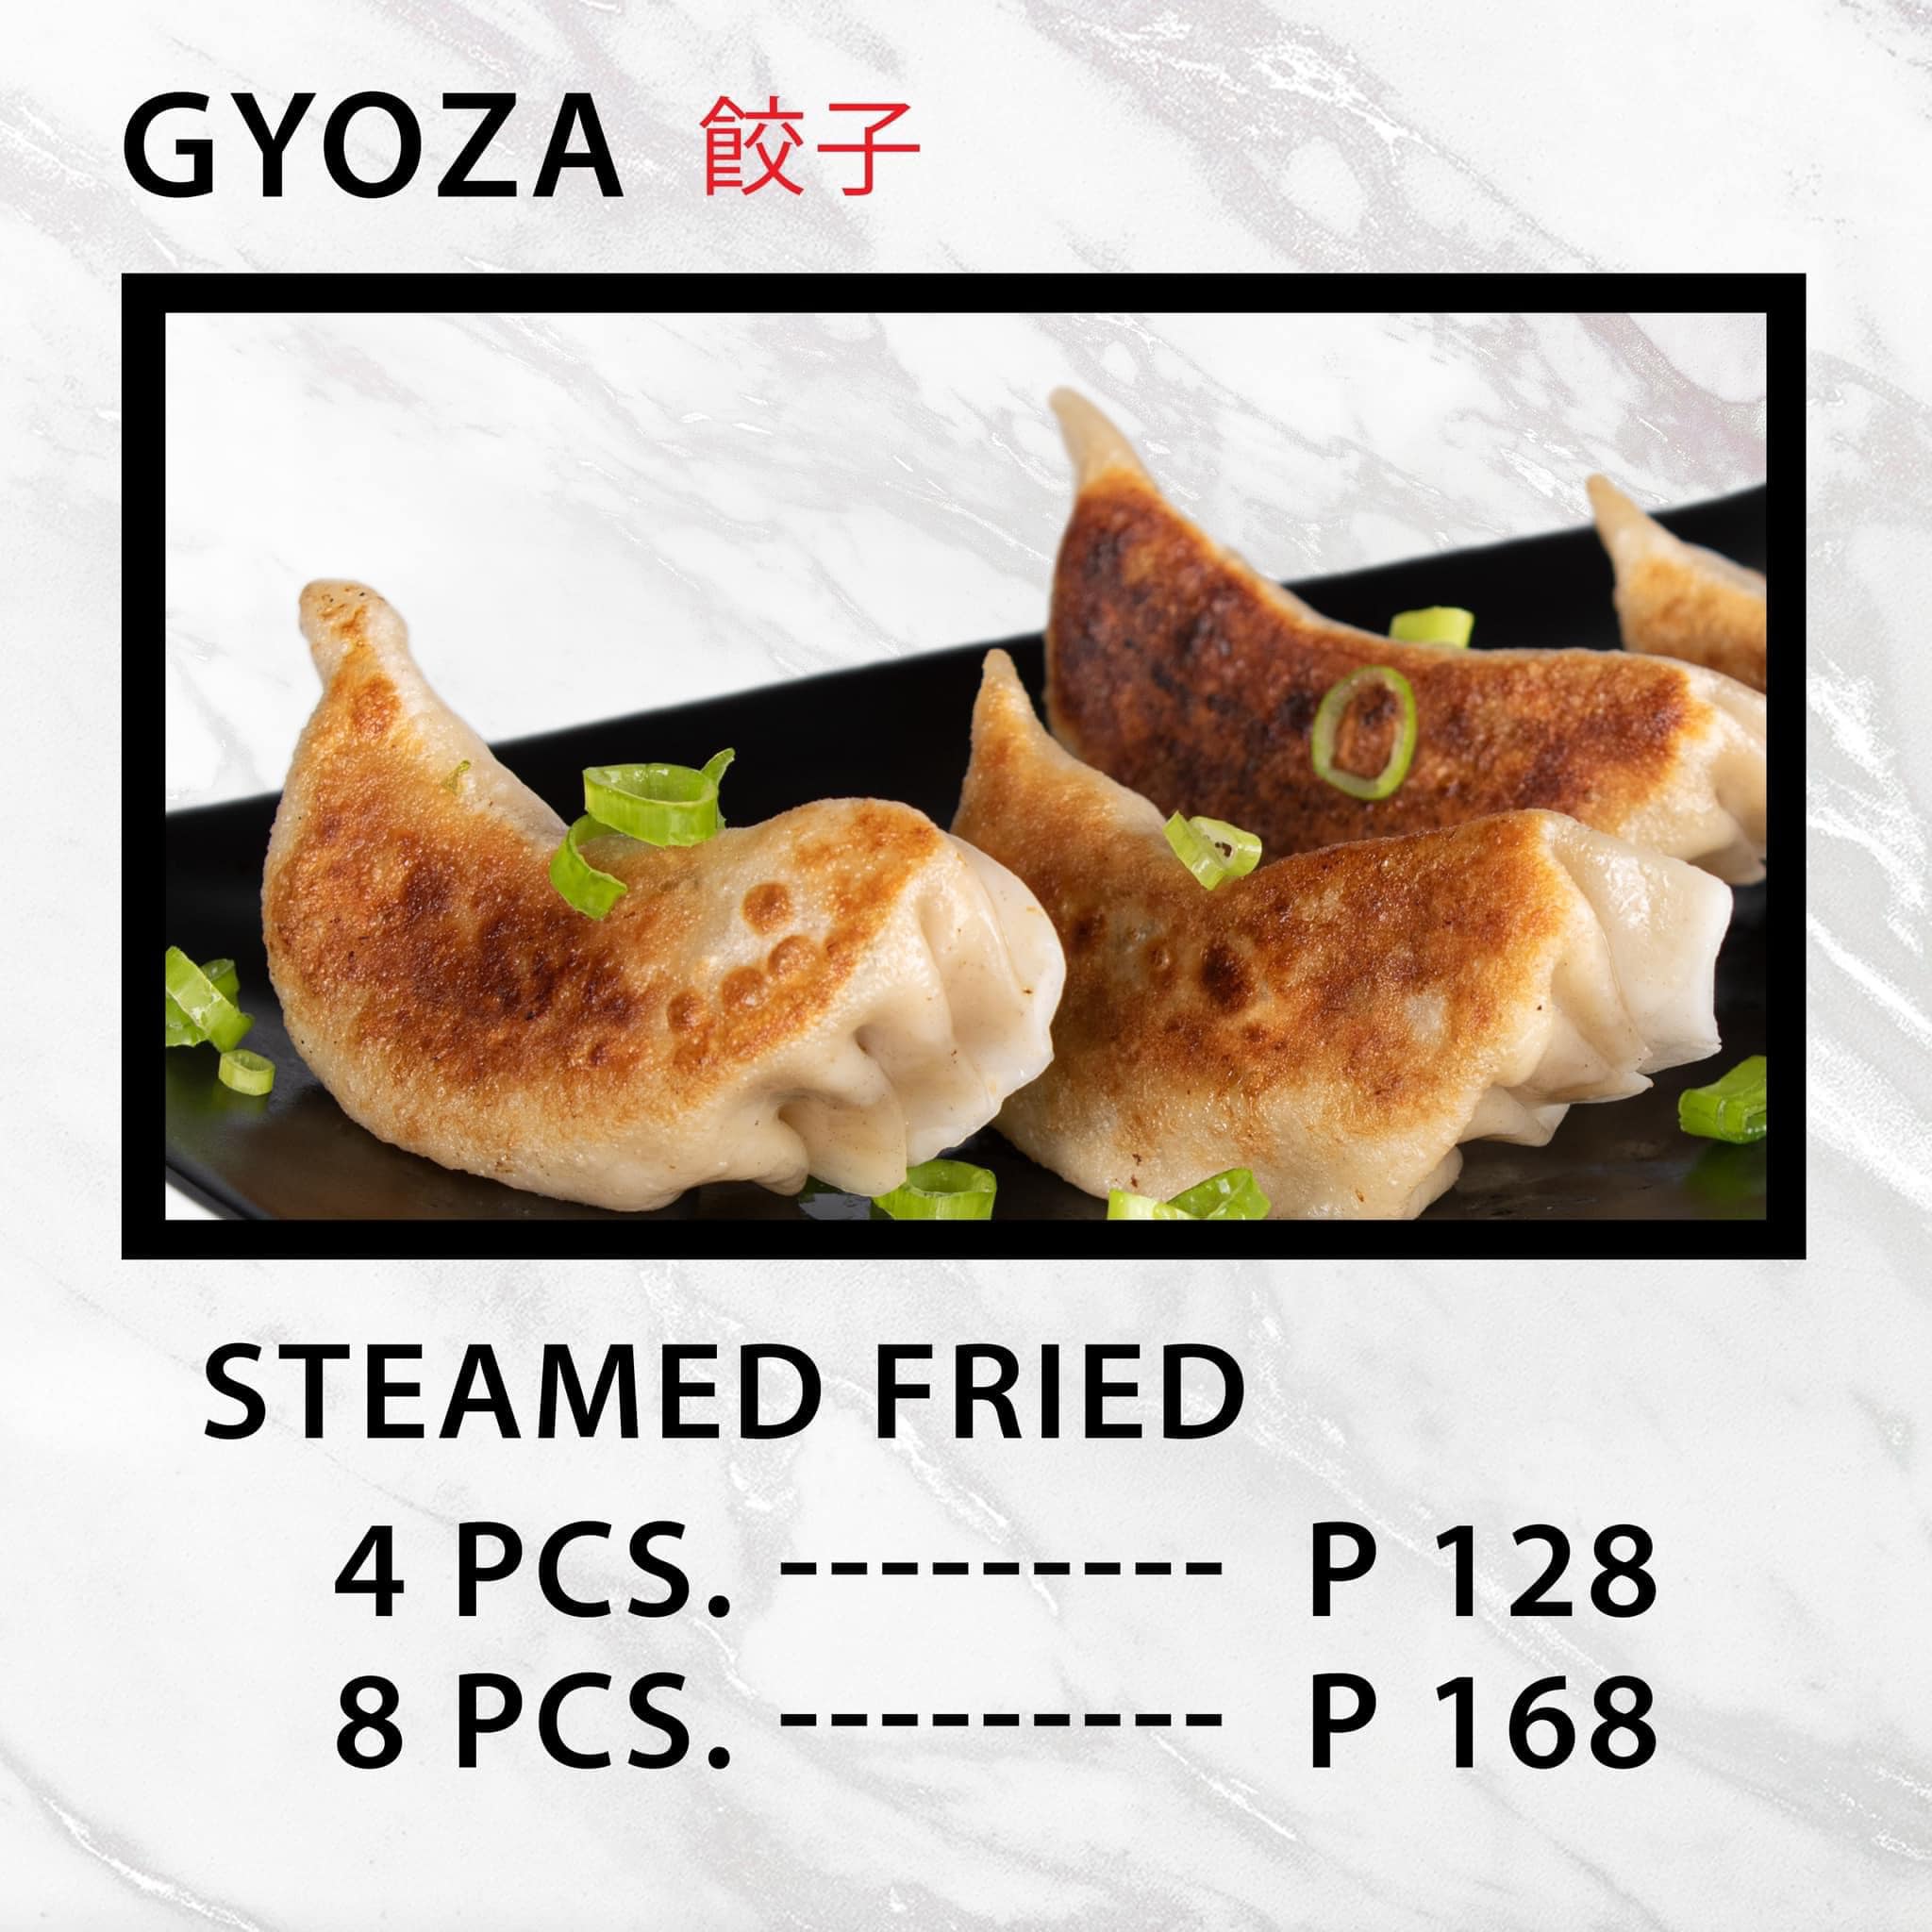 GYOZA 餃子
STEAMED FRIED
4 PCS. --------- P 128
8 PCS. --------- P 168